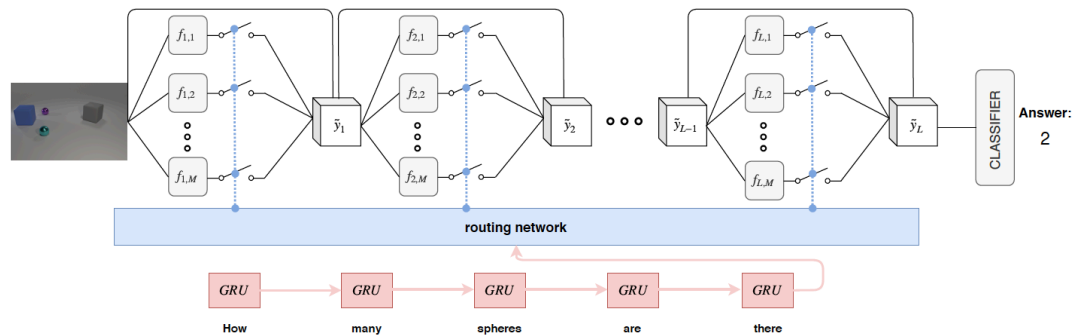 f1,1
f1,2
f1,M
ỹ1
f2,1
f2,2
f2,M
ỹ2
ỹL−1
fL,1
fL,2
fL,M
ỹL
CLASSIFIER
Answer:
2
routing network
GRU GRU GRU GRU GRU
How many spheres are there